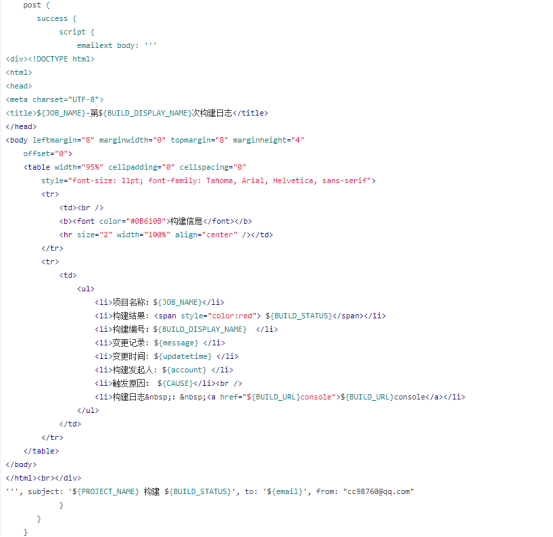 post {
success {
script {
emailext body: '''
<div><!DOCTYPE html>
<html>
<head>
<meta charset="UTF-8">
<title>${JOB_NAME}-第${BUILD_DISPLAY_NAME}次构建日志</title>
</head>
<body leftmargin="8" marginwidth="0" topmargin="8" marginheight="4"
offset="0">
<table width="95%" cellpadding="0" cellspacing="0"
style="font-size: 11pt; font-family: Tahoma, Arial, Helvetica, sans-serif">
<tr>
<td><br />
<b><font color="#0B610B">构建信息</font></b>
<hr size="2" width="100%" align="center" /></td>
</tr>
<tr>
<td>
<ul>
<li>项目名称：${JOB_NAME}</li>
<li>构建结果: <span style="color:red"> ${BUILD_STATUS}</span></li>
<li>构建编号：${BUILD_DISPLAY_NAME}  </li>
<li>变更记录: ${message} </li>
<li>变更时间: ${updatetime} </li>
<li>构建发起人：${account} </li>
<li>触发原因： ${CAUSE}</li><br />
<li>构建日志&nbsp;：&nbsp;<a href="${BUILD_URL}console">${BUILD_URL}console</a></li>
</ul>
</td>
</tr>
</table>
</body>
</html><br></div>
''', subject: '${PROJECT_NAME} 构建 ${BUILD_STATUS}', to: '${email}', from: "cc98760@qq.com"
}
}
}